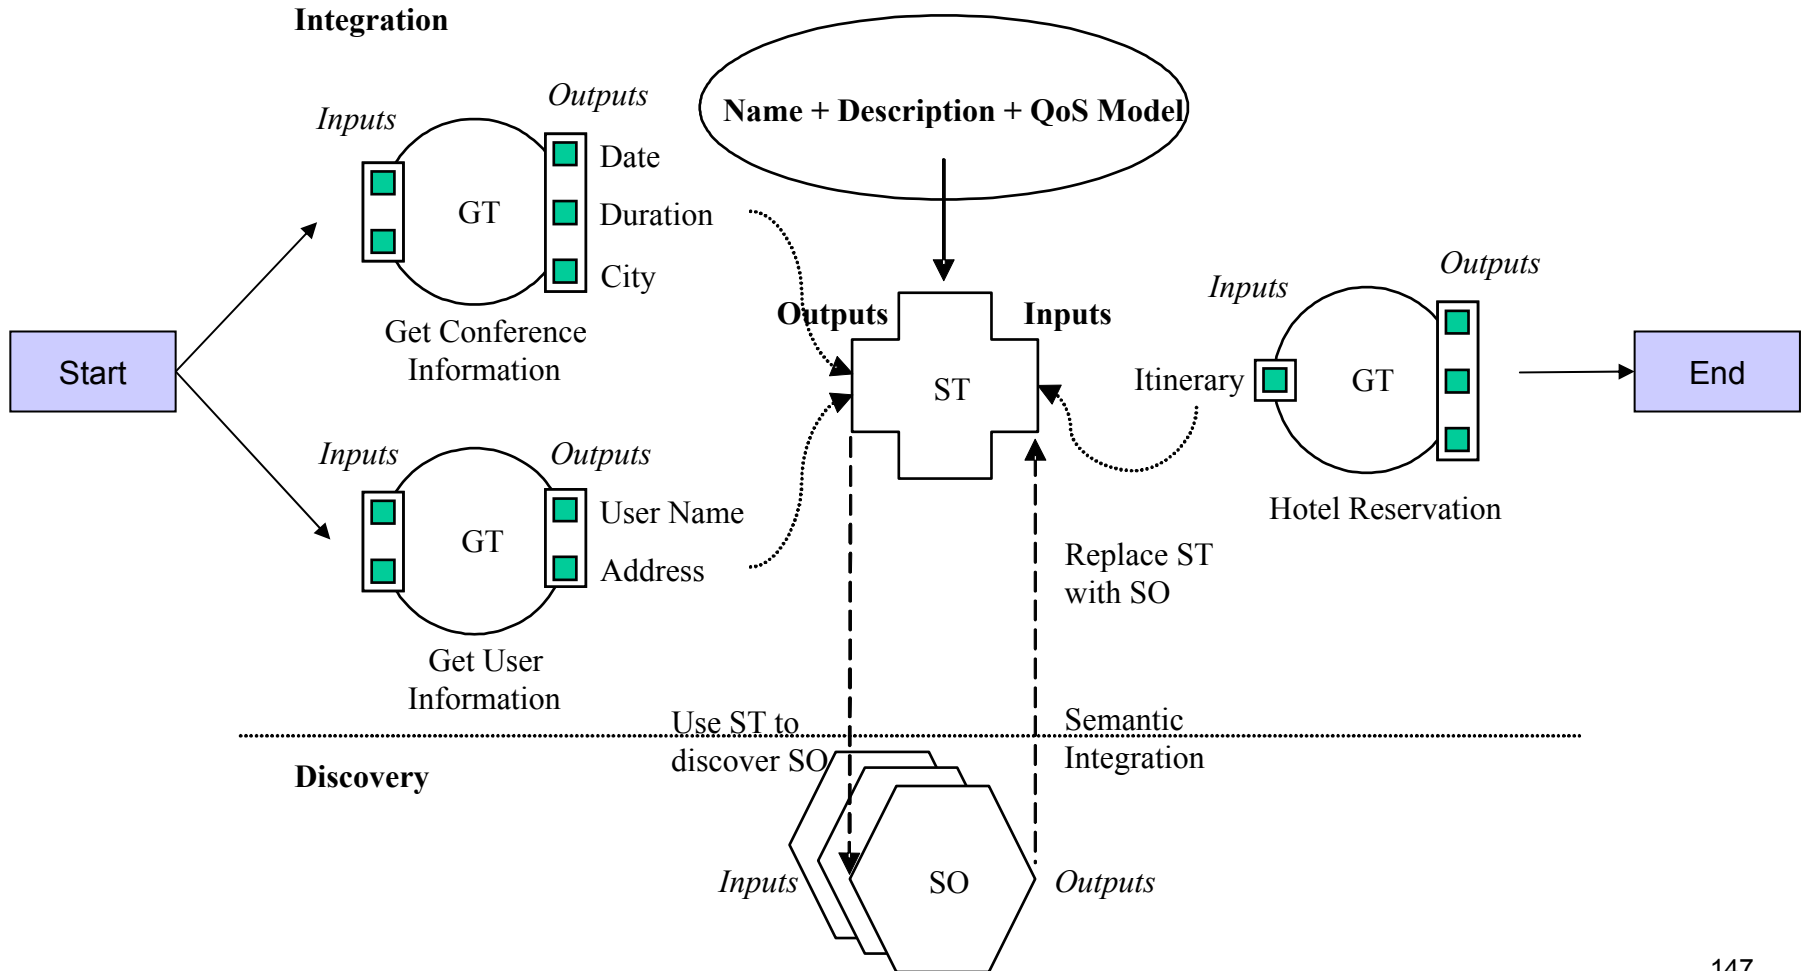 Integration
Name + Description + QoS Model
Inputs
Outputs
GT
Date
Duration
City
Get Conference
Information
Start
Inputs
Outputs
GT
User Name
Address
Get User
Information
Outputs
Inputs
ST
Inputs
Outputs
Itinerary
GT
Hotel Reservation
End
Replace ST
with SO
Use ST to
discover SO
Semantic
Integration
Discovery
Inputs
SO
Outputs
147